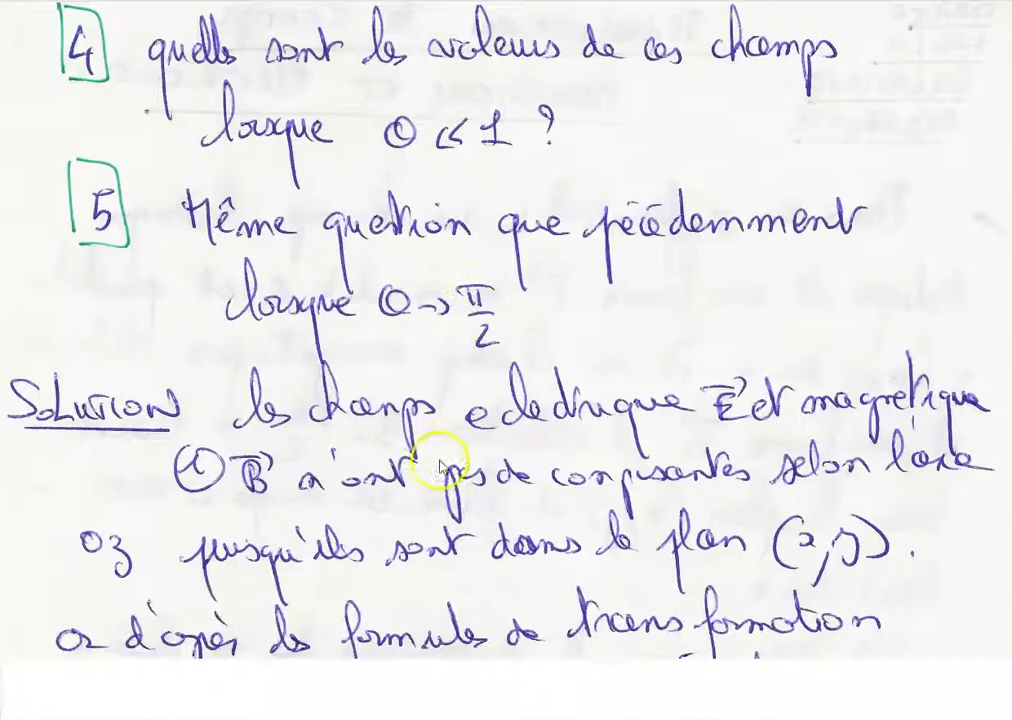 4 quelles sont les valeurs de ces champs
lorsque θ << 1 ?
5 Même question que précédemment
lorsque θ → π/2
SOLUTION les champs electrique E⃗ et magnétique
① B⃗ n'ont pas de composantes selon l'axe
oz puisqu'ils sont dans le plan (x,y).
or d'après les formules de transformation